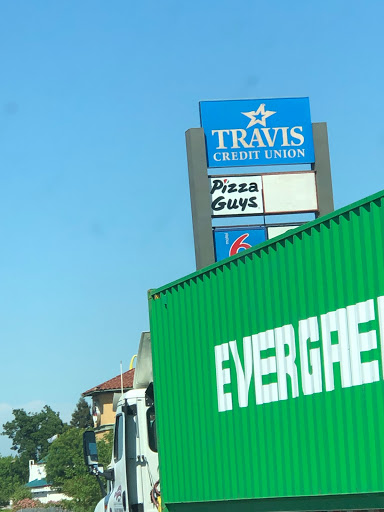 TRAVIS
CREDIT UNION
Pizza
Guys
6
EVERGRE